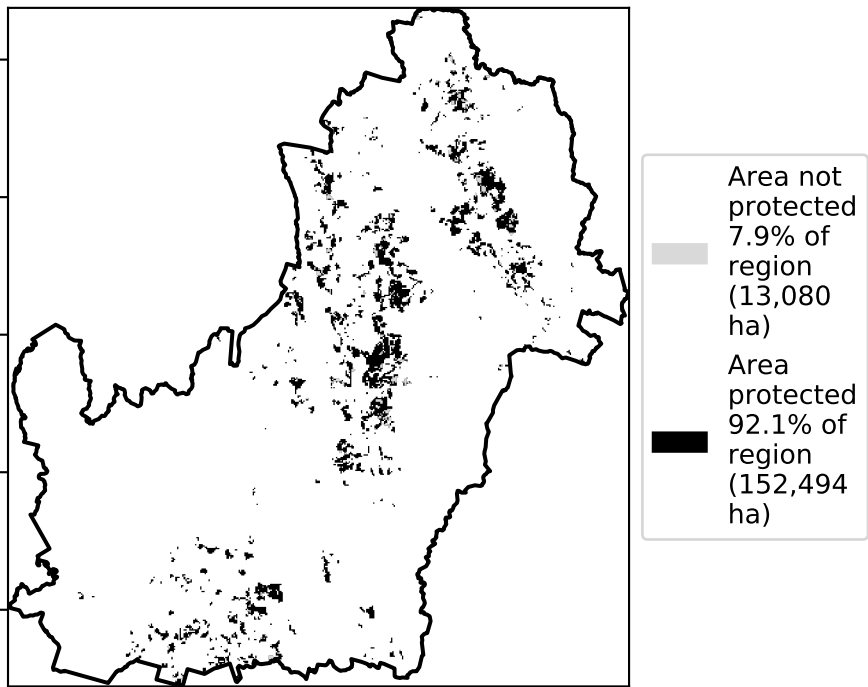 Area not
protected
7.9% of
region
(13,080
ha)
Area
protected
92.1% of
region
(152,494
ha)